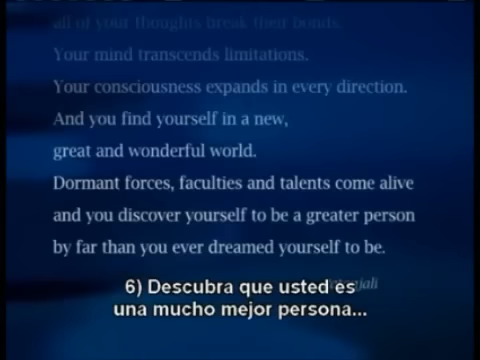 all of your thoughts break their bonds.
Your mind transcends limitations.
Your consciousness expands in every direction.
And you find yourself in a new,
great and wonderful world.
Dormant forces, faculties and talents come alive
and you discover yourself to be a greater person
by far than you ever dreamed yourself to be.
6) Descubra que usted es
una mucho mejor persona...